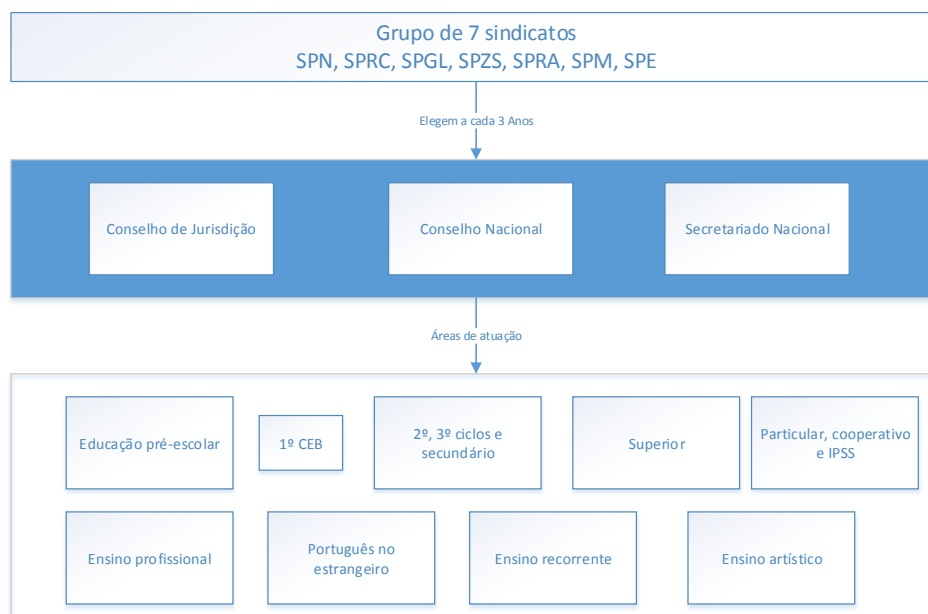 Grupo de 7 sindicatos
SPN, SPRC, SPGL, SPZS, SPRA, SPM, SPE
Elegem a cada 3 Anos
Conselho de Jurisdição
Conselho Nacional
Secretariado Nacional
Áreas de atuação
Educação pré-escolar
1º CEB
2º, 3º ciclos e
secundário
Superior
Particular, cooperativo
e IPSS
Ensino profissional
Português no
estrangeiro
Ensino recorrente
Ensino artístico